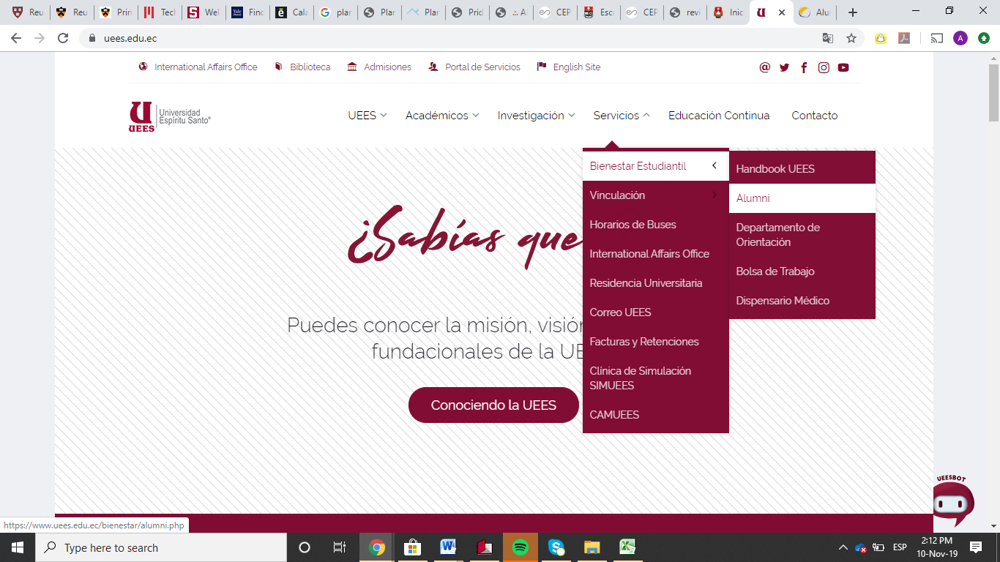 Reu
Reu
Prin
Tecl
Wel
Finc
Cala
plar
Plar
Plar
Prid
.:. A
CEP
Escu
CEP
revi
Inic
Alu
uees.edu.ec
A
International Affairs Office
Biblioteca
Admisiones
Portal de Servicios
English Site
UEES
Universidad
Espíritu Santo®
UEES
Académicos
Investigación
Servicios
Educación Continua
Contacto
Bienestar Estudiantil
Vinculación
Horarios de Buses
International Affairs Office
Residencia Universitaria
Correo UEES
Facturas y Retenciones
Clínica de Simulación
SIMUEES
CAMUEES
Handbook UEES
Alumni
Departamento de
Orientación
Bolsa de Trabajo
Dispensario Médico
¿Sabías que
Puedes conocer la misión, visión
fundacionales de la UE
Conociendo la UEES
UEESBOT
https://www.uees.edu.ec/bienestar/alumni.php
Type here to search
ESP
2:12 PM
10-Nov-19